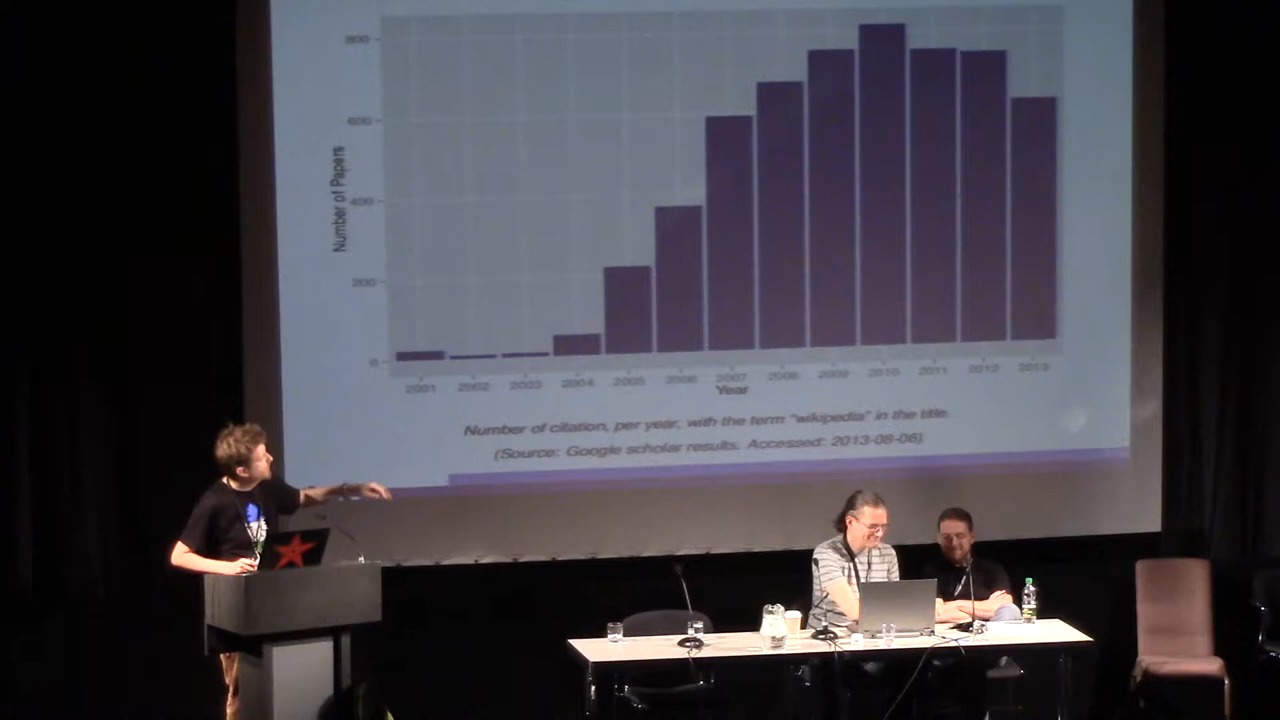 800
600
400
200
0
Number of Papers
2001 2002 2003 2004 2005 2006 2007 2008 2009 2010 2011 2012 2013
Year
Number of citation, per year, with the term "wikipedia" in the title.
(Source: Google scholar results. Accessed: 2013-08-06)